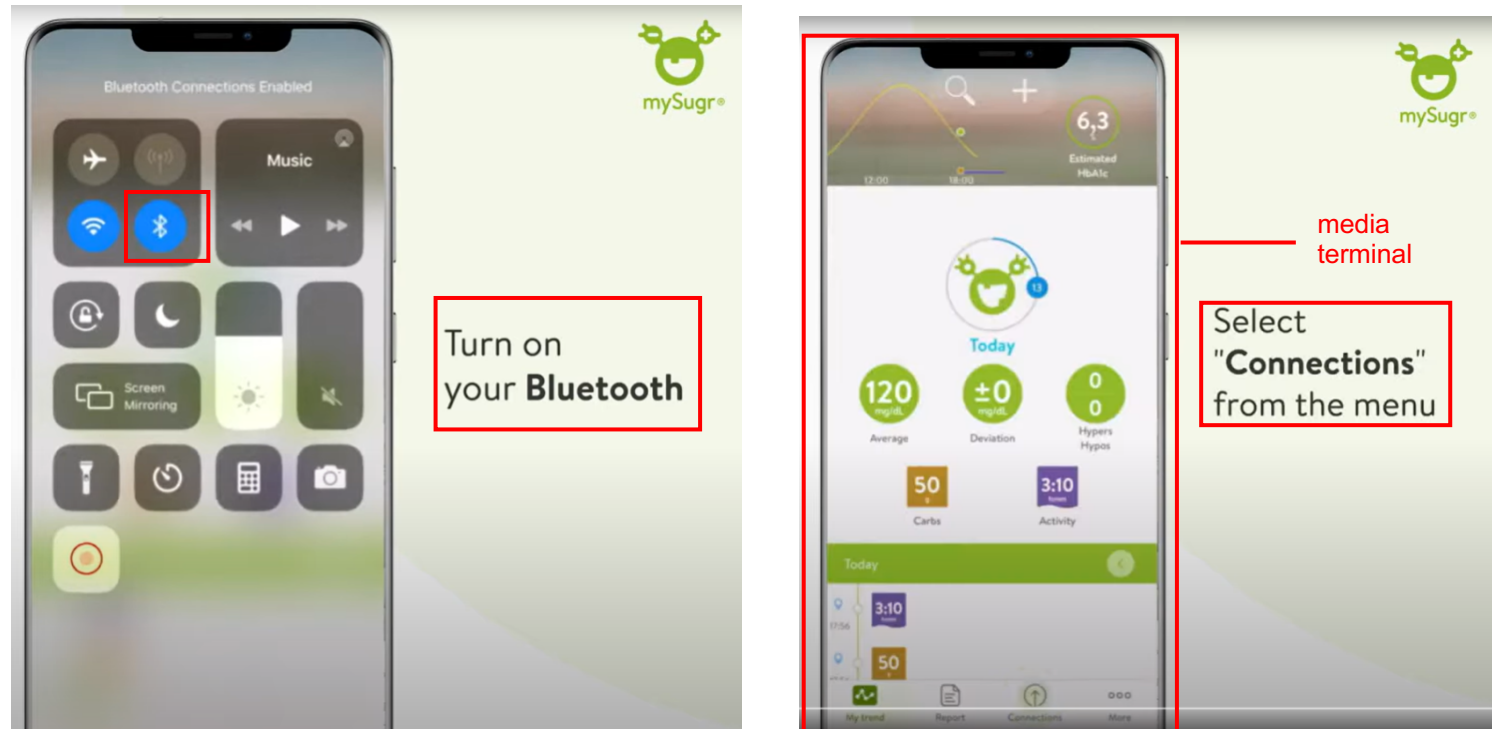 Bluetooth Connections Enabled
Music
Screen
Mirroring
mySugr®
Turn on
your Bluetooth
12:00
18:00
6,3
%
Estimated
HbA1c
13
Today
120
mg/dL
Average
±0
mg/dL
Deviation
0
0
Hypers
Hypos
50
g
Carbs
3:10
Activity
Today
3:10
17:56
50
My trend
Report
Connections
More
mySugr®
media
terminal
Select
"Connections"
from the menu